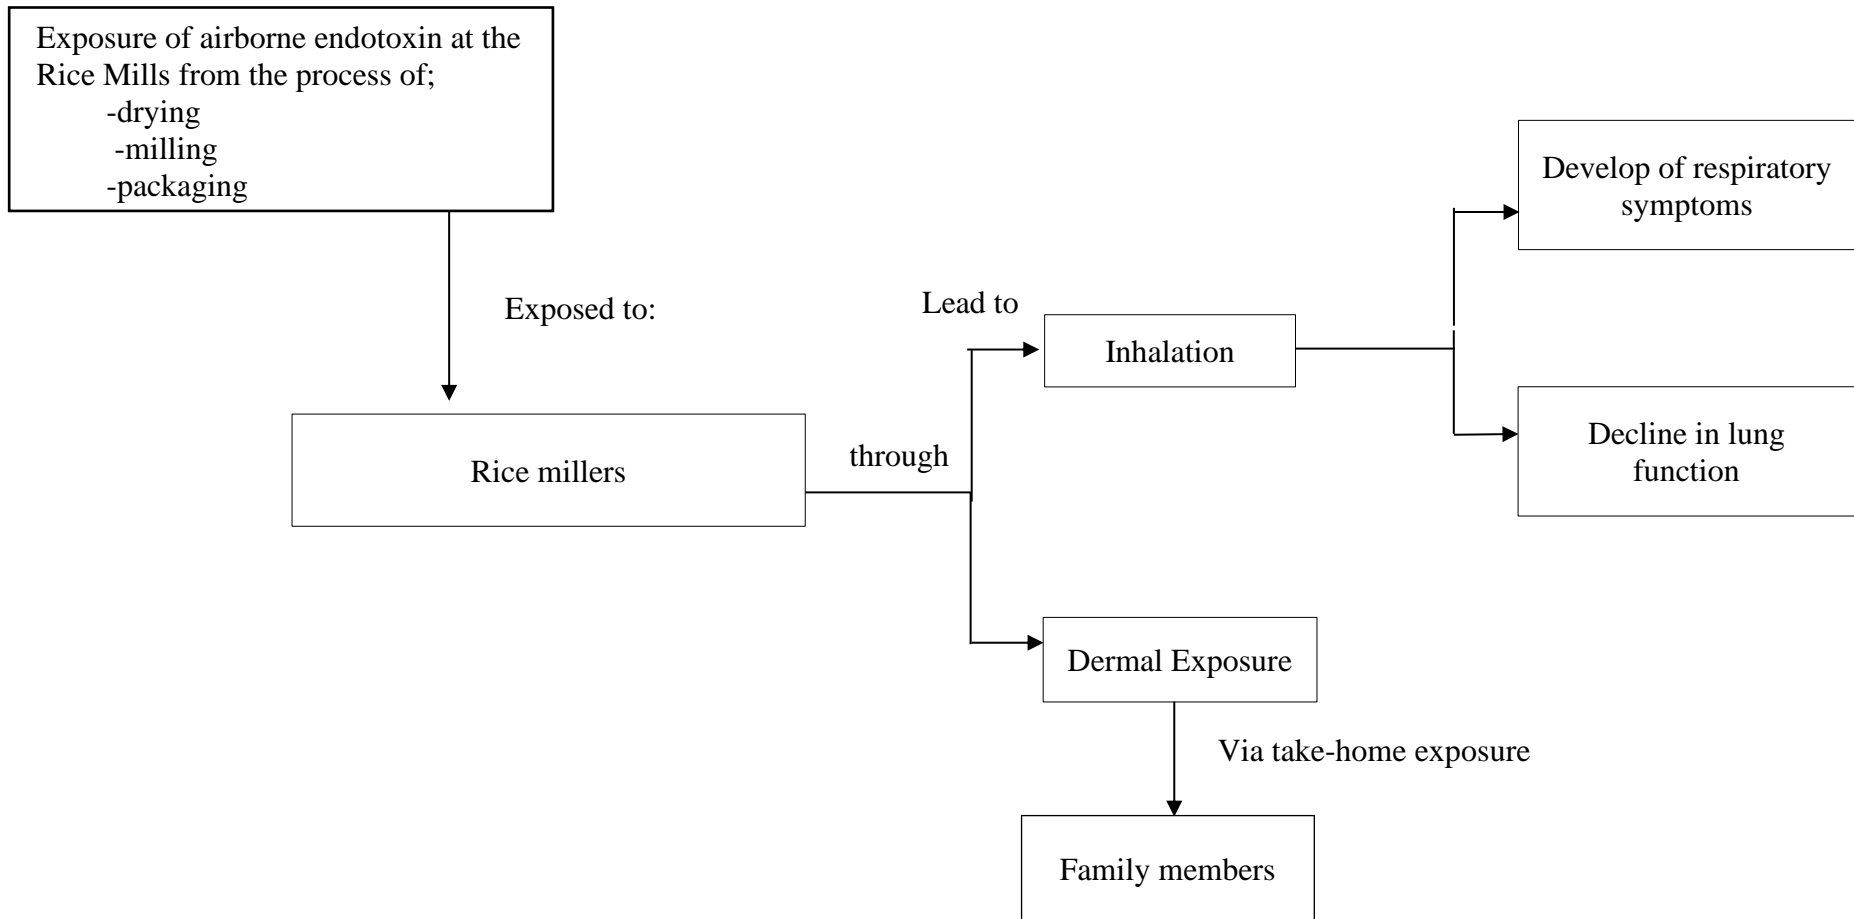 Exposure of airborne endotoxin at the
Rice Mills from the process of;
-drying
-milling
-packaging
Develop of respiratory
symptoms
Exposed to:
Lead to
Inhalation
Decline in lung
function
through
Rice millers
Dermal Exposure
Via take-home exposure
Family members